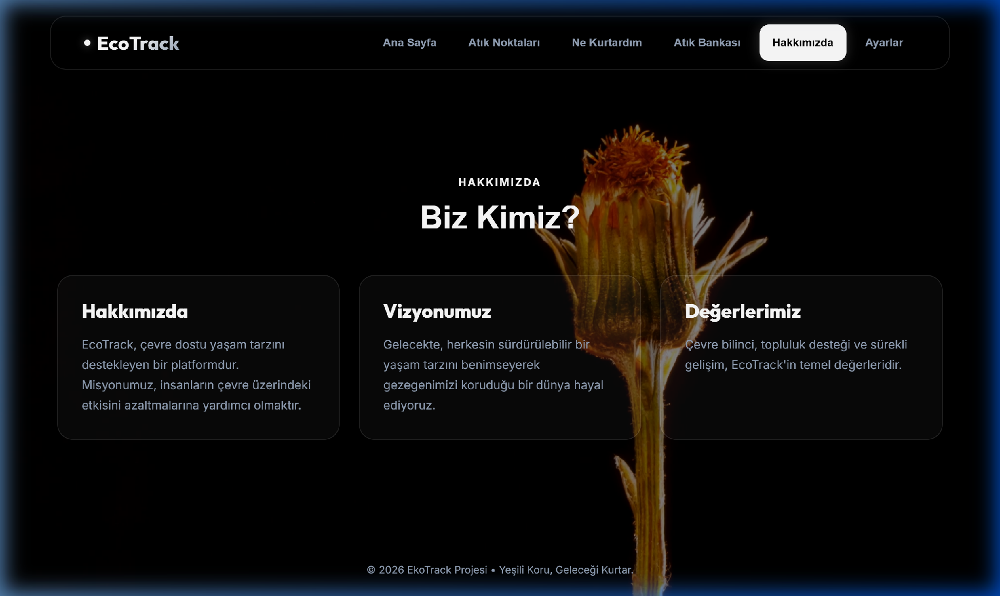 EcoTrack
Ana Sayfa
Atık Noktaları
Ne Kurtardım
Atık Bankası
Hakkımızda
Ayarlar
HAKKIMIZDA
Biz Kimiz?
Hakkımızda
EcoTrack, çevre dostu yaşam tarzını
destekleyen bir platformdur.
Misyonumuz, insanların çevre üzerindeki
etkisini azaltmalarına yardımcı olmaktır.
Vizyonumuz
Gelecekte, herkesin sürdürülebilir bir
yaşam tarzını benimseyerek
gezegenimizi koruduğu bir dünya hayal
ediyoruz.
Değerlerimiz
Çevre bilinci, topluluk desteği ve sürekli
gelişim, EcoTrack'in temel değerleridir.
© 2026 EkoTrack Projesi • Yeşili Koru, Geleceği Kurtar.